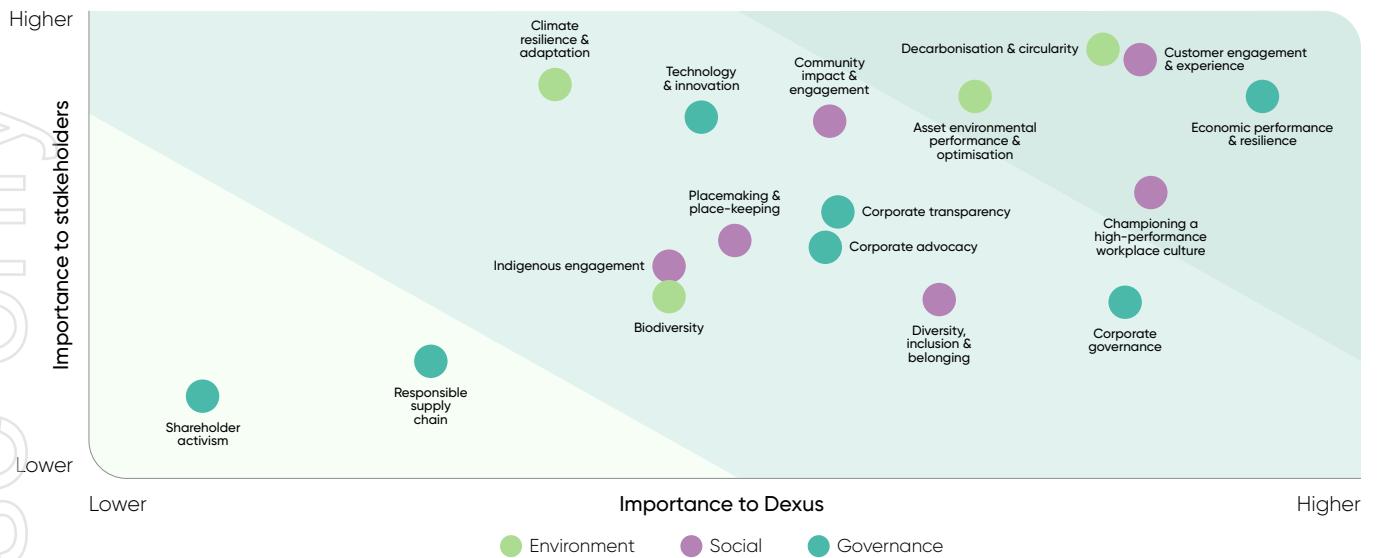 Higher
Climate
resilience &
adaptation
Technology
& innovation
Community
impact &
engagement
Decarbonisation & circularity
Customer engagement
& experience
Asset environmental
performance &
optimisation
Economic performance
& resilience
Importance to stakeholders
Placemaking &
place-keeping
Corporate transparency
Corporate advocacy
Championing a
high-performance
workplace culture
Indigenous engagement
Biodiversity
Diversity,
inclusion &
belonging
Corporate
governance
Responsible
supply
chain
Shareholder
activism
Lower
Lower
Importance to Dexus
Higher
Environment
Social
Governance